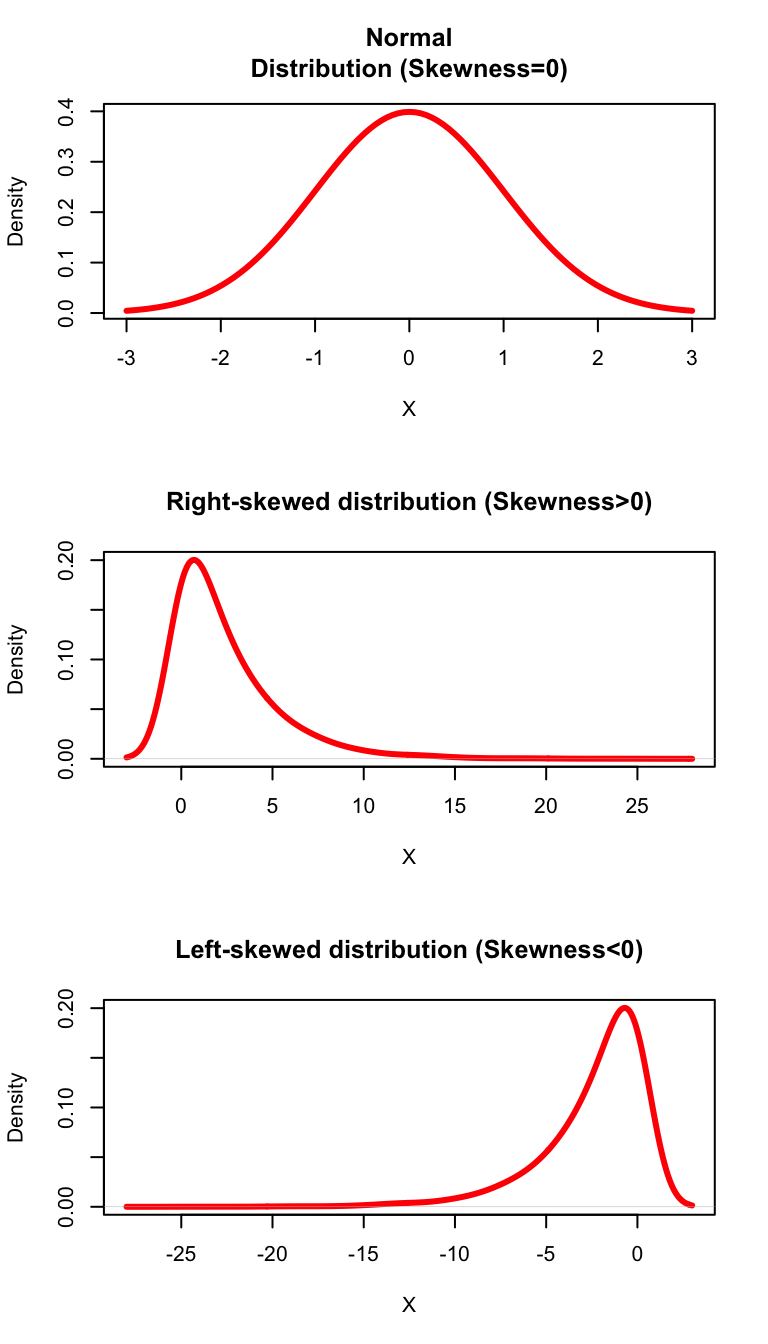 Normal
Distribution (Skewness=0)
Density
0.4
0.3
0.2
0.1
0.0
-3 -2 -1 0 1 2 3
X
Right-skewed distribution (Skewness>0)
Density
0.20
0.10
0.00
0 5 10 15 20 25
X
Left-skewed distribution (Skewness<0)
Density
0.20
0.10
0.00
-25 -20 -15 -10 -5 0
X